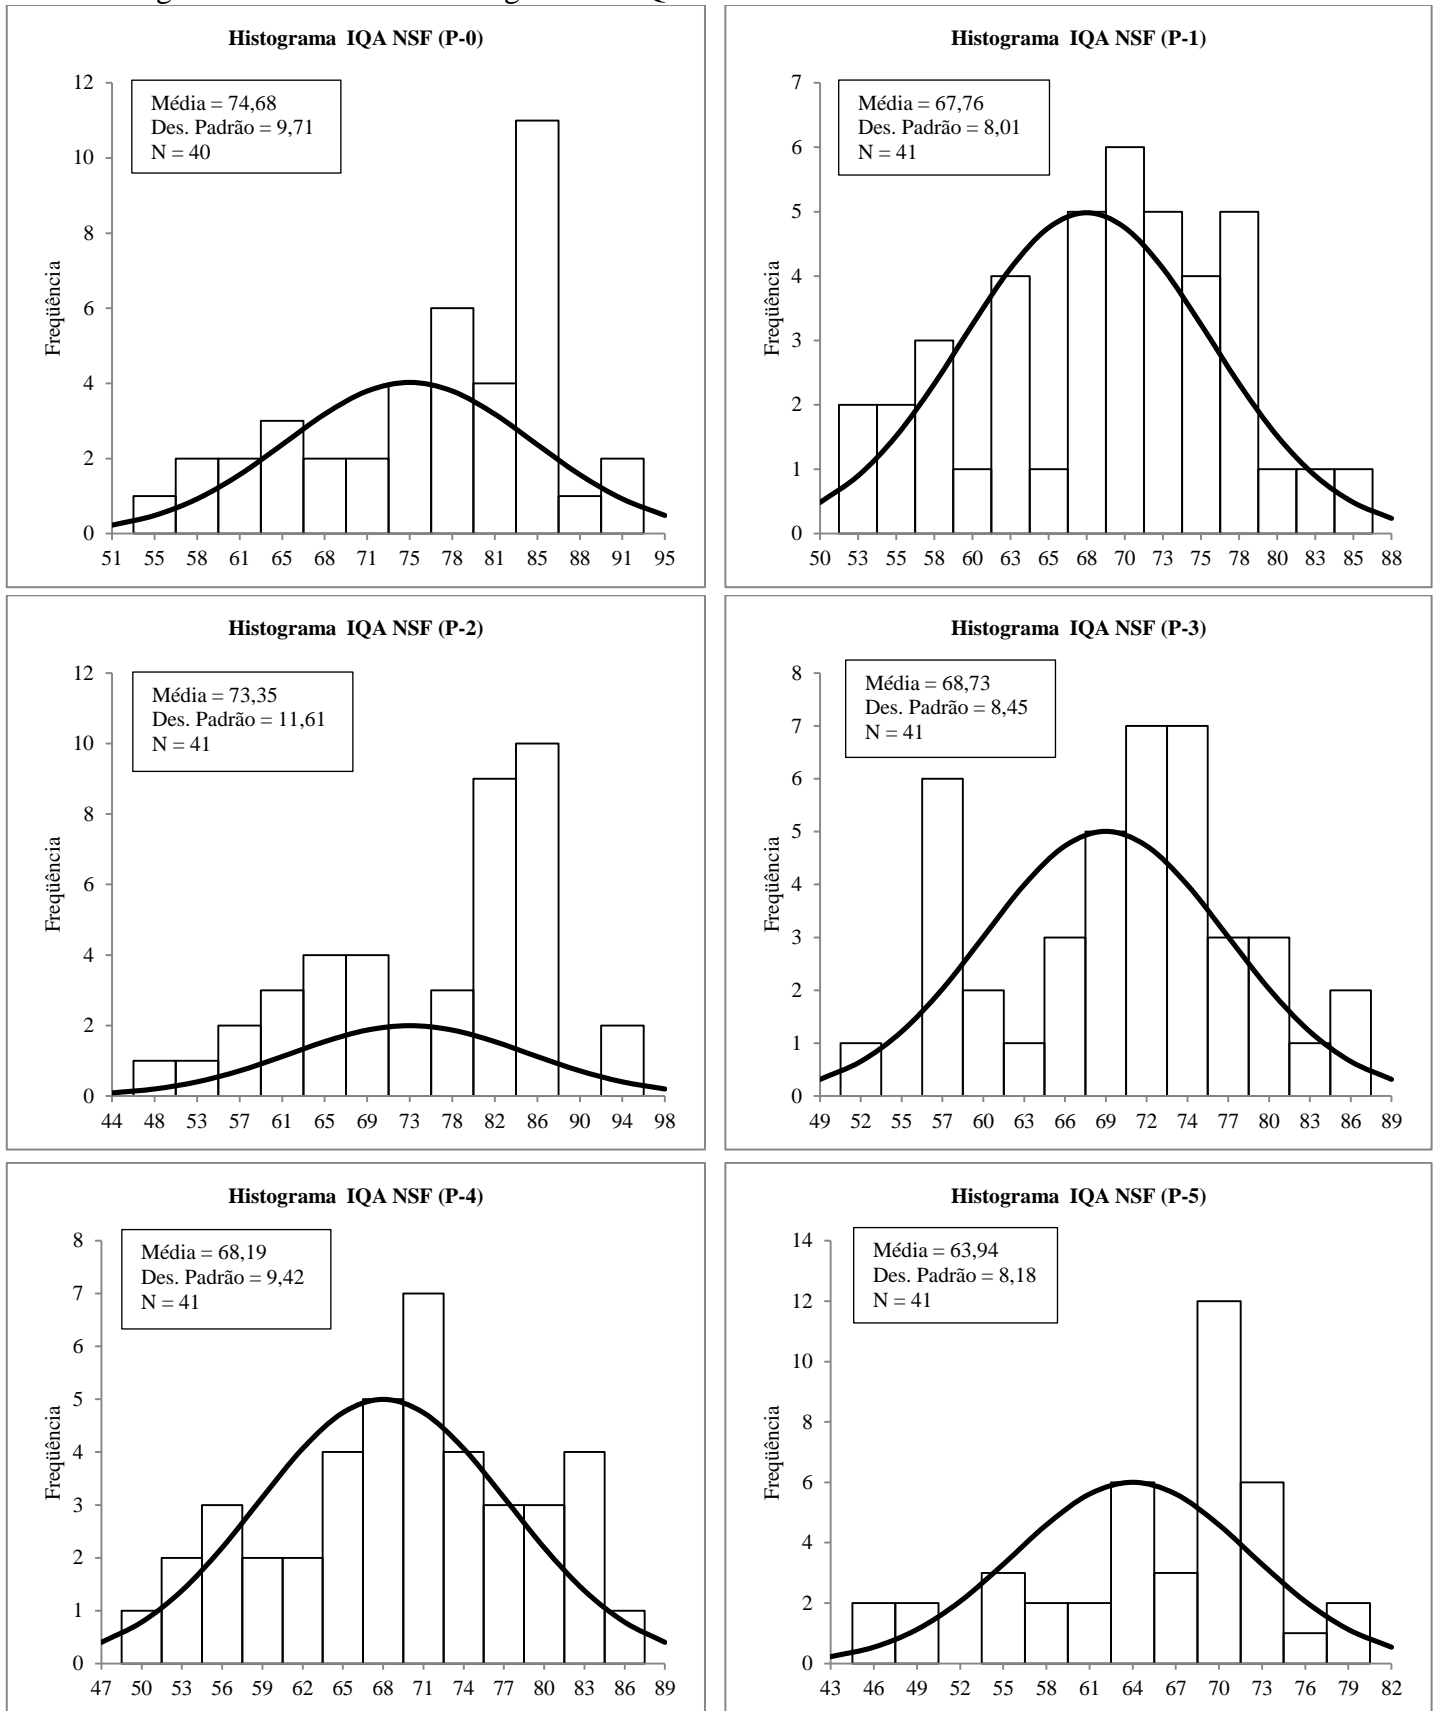 Histograma IQA NSF (P-0)
Média = 74,68
Des. Padrão = 9,71
N = 40
Freqüência
12
10
8
6
4
2
0
51 55 58 61 65 68 71 75 78 81 85 88 91 95
Histograma IQA NSF (P-1)
Média = 67,76
Des. Padrão = 8,01
N = 41
Freqüência
7
6
5
4
3
2
1
0
50 53 55 58 60 63 65 68 70 73 75 78 80 83 85 88
Histograma IQA NSF (P-2)
Média = 73,35
Des. Padrão = 11,61
N = 41
Freqüência
12
10
8
6
4
2
0
44 48 53 57 61 65 69 73 78 82 86 90 94 98
Histograma IQA NSF (P-3)
Média = 68,73
Des. Padrão = 8,45
N = 41
Freqüência
8
7
6
5
4
3
2
1
0
49 52 55 57 60 63 66 69 72 74 77 80 83 86 89
Histograma IQA NSF (P-4)
Média = 68,19
Des. Padrão = 9,42
N = 41
Freqüência
8
7
6
5
4
3
2
1
0
47 50 53 56 59 62 65 68 71 74 77 80 83 86 89
Histograma IQA NSF (P-5)
Média = 63,94
Des. Padrão = 8,18
N = 41
Freqüência
14
12
10
8
6
4
2
0
43 46 49 52 55 58 61 64 67 70 73 76 79 82